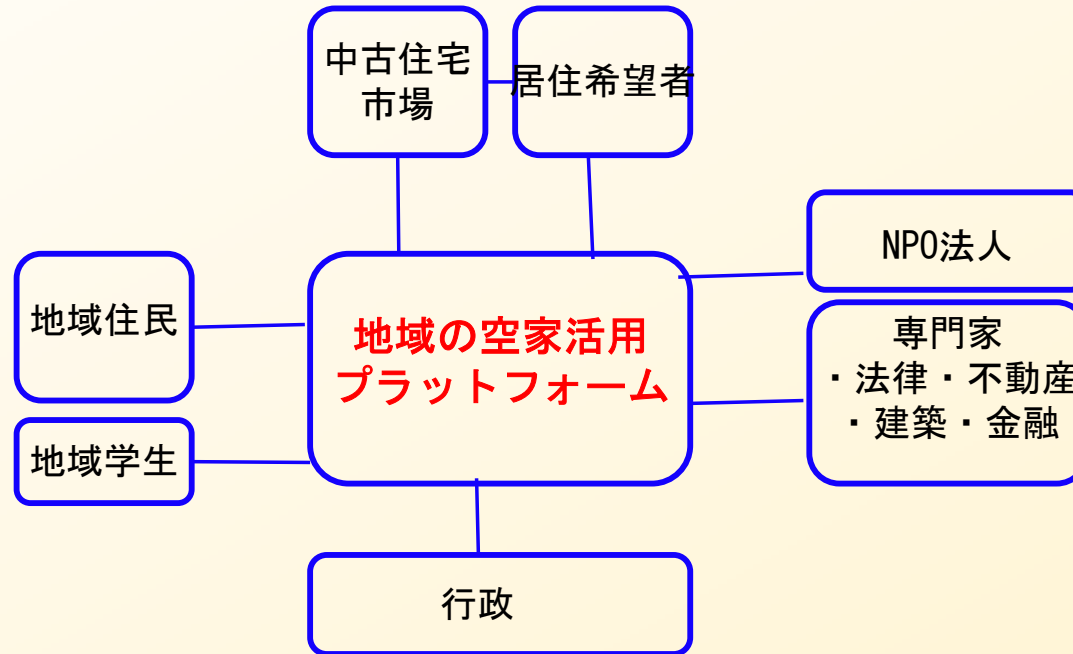 中古住宅
市場
居住希望者
NPO法人
地域住民
地域の空家活用
プラットフォーム
専門家
・法律・不動産
・建築・金融
地域学生
行政